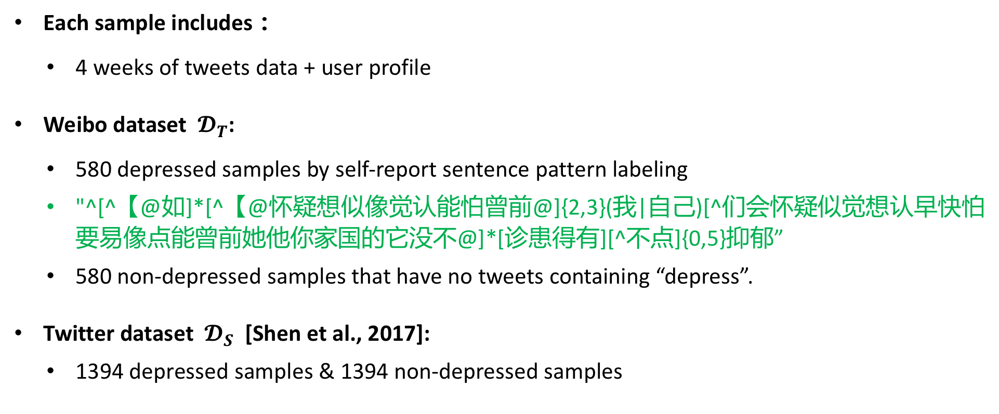 • Each sample includes：
• 4 weeks of tweets data + user profile
• Weibo dataset 𝓓𝑻:
• 580 depressed samples by self-report sentence pattern labeling
• "^[^【@如]*[^【@怀疑想似像觉认能怕曾前@]{2,3}(我|自己)[^们会怀疑似觉想认早快怕
要易像点能曾前她他你家国的它没不@]*[诊患得有][^不点]{0,5}抑郁”
• 580 non-depressed samples that have no tweets containing “depress”.
• Twitter dataset 𝓓𝑺 [Shen et al., 2017]:
• 1394 depressed samples & 1394 non-depressed samples